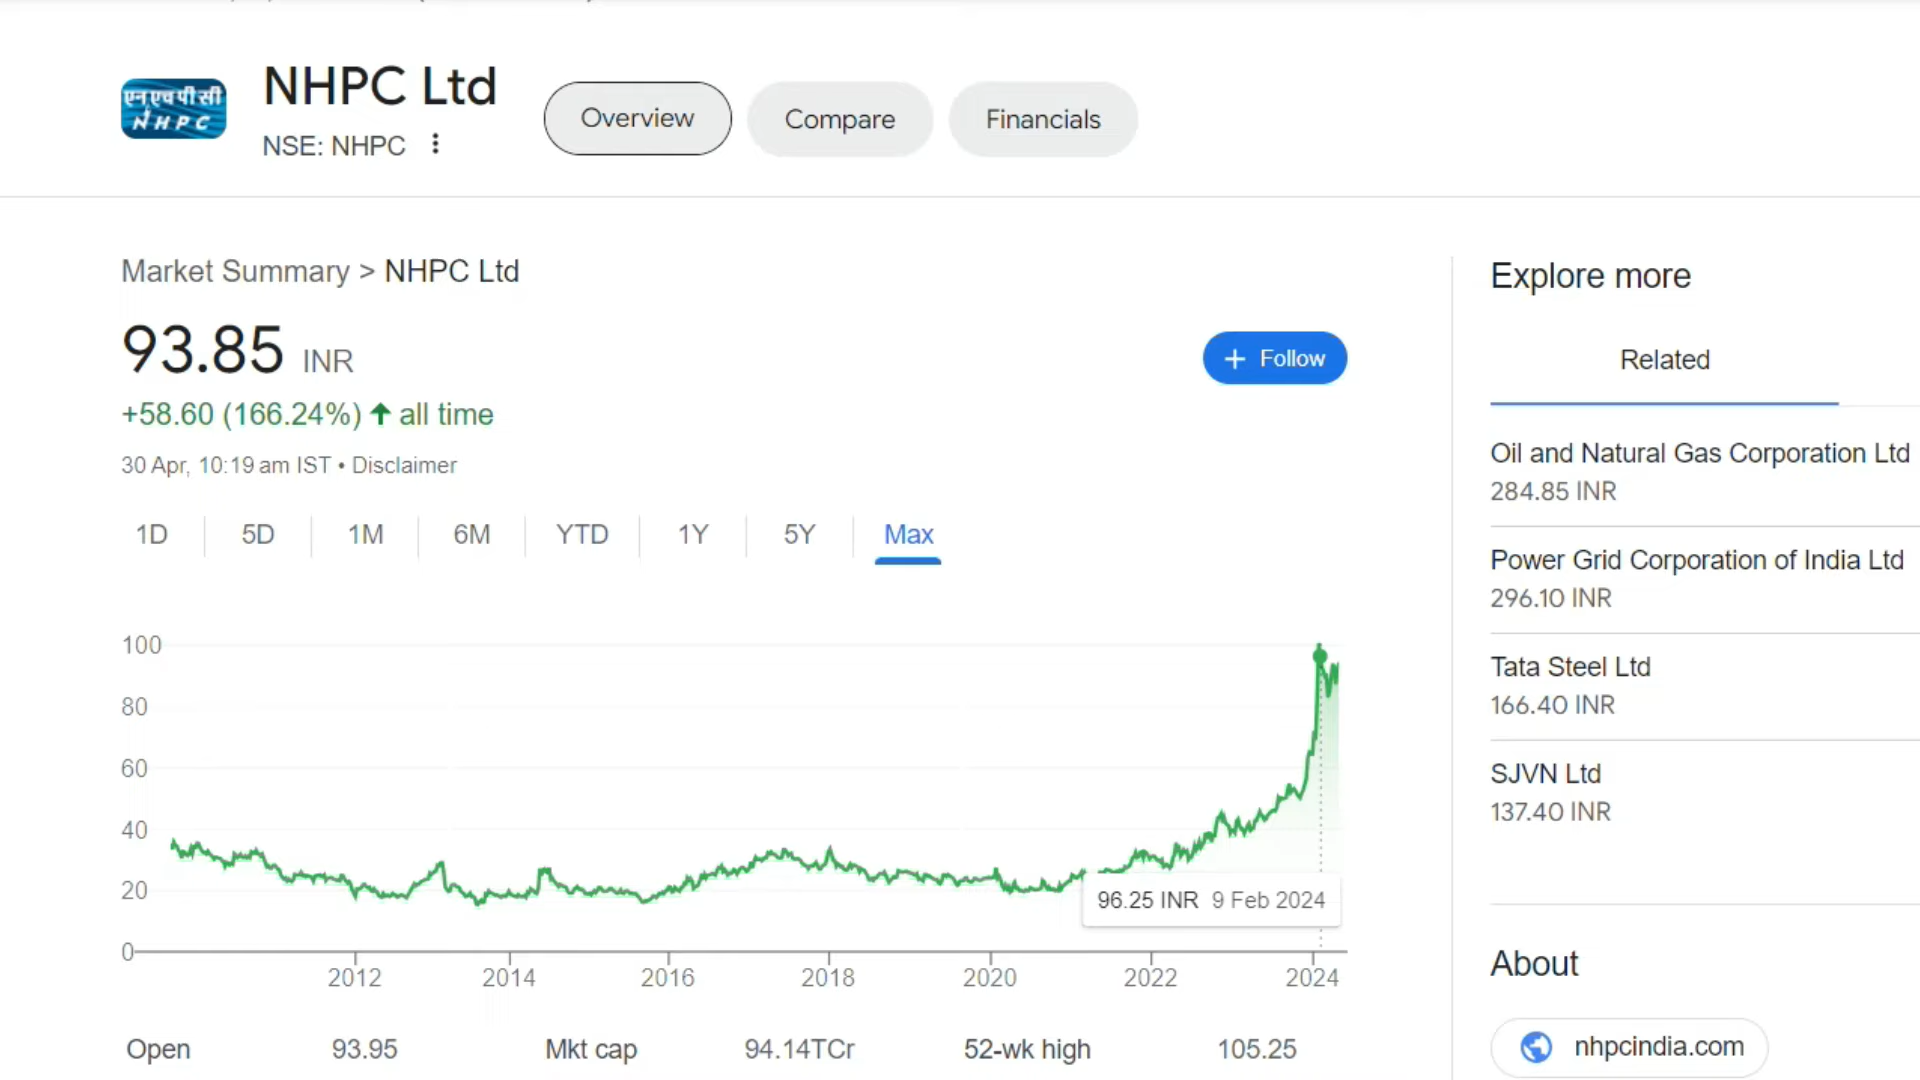 एनएचपीसी
NHPC
NHPC Ltd
NSE: NHPC
Overview
Compare
Financials
Market Summary > NHPC Ltd
93.85 INR
+58.60 (166.24%) ↑ all time
30 Apr, 10:19 am IST • Disclaimer
+ Follow
1D 5D 1M 6M YTD 1Y 5Y Max
100
80
60
40
20
0
96.25 INR 9 Feb 2024
2012 2014 2016 2018 2020 2022 2024
Open 93.95 Mkt cap 94.14TCr 52-wk high 105.25
Explore more
Related
Oil and Natural Gas Corporation Ltd
284.85 INR
Power Grid Corporation of India Ltd
296.10 INR
Tata Steel Ltd
166.40 INR
SJVN Ltd
137.40 INR
About
nhpcindia.com